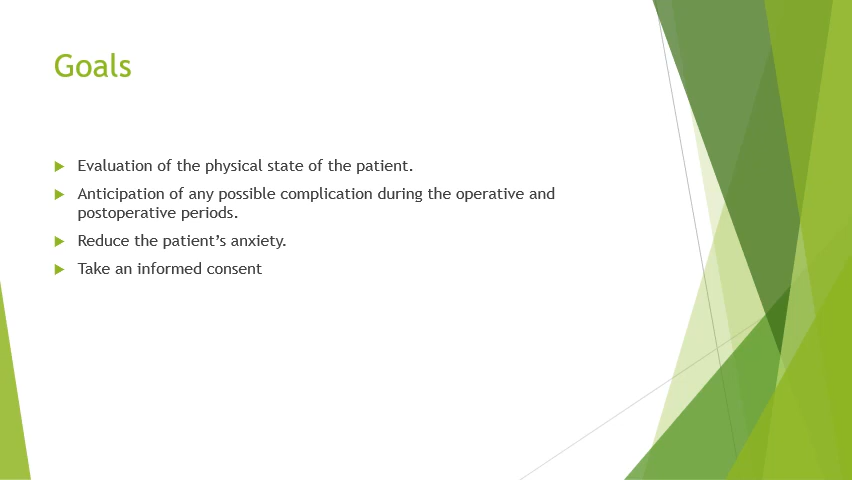 Goals
Evaluation of the physical state of the patient.
Anticipation of any possible complication during the operative and
postoperative periods.
Reduce the patient’s anxiety.
Take an informed consent